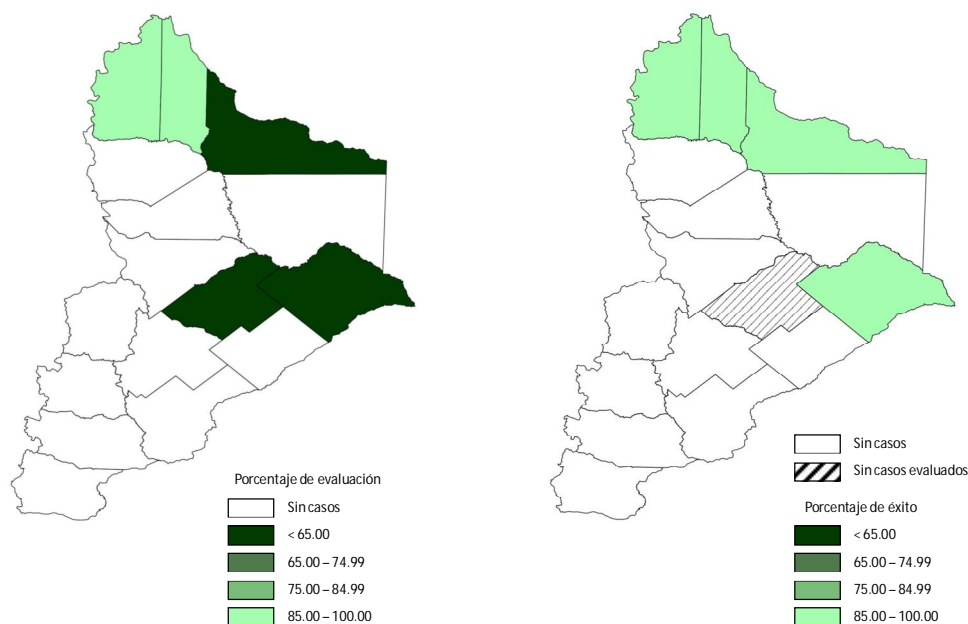 Porcentaje de evaluación
Sin casos
< 65.00
65.00 – 74.99
75.00 – 84.99
85.00 – 100.00
Sin casos
Sin casos evaluados
Porcentaje de éxito
< 65.00
65.00 – 74.99
75.00 – 84.99
85.00 – 100.00